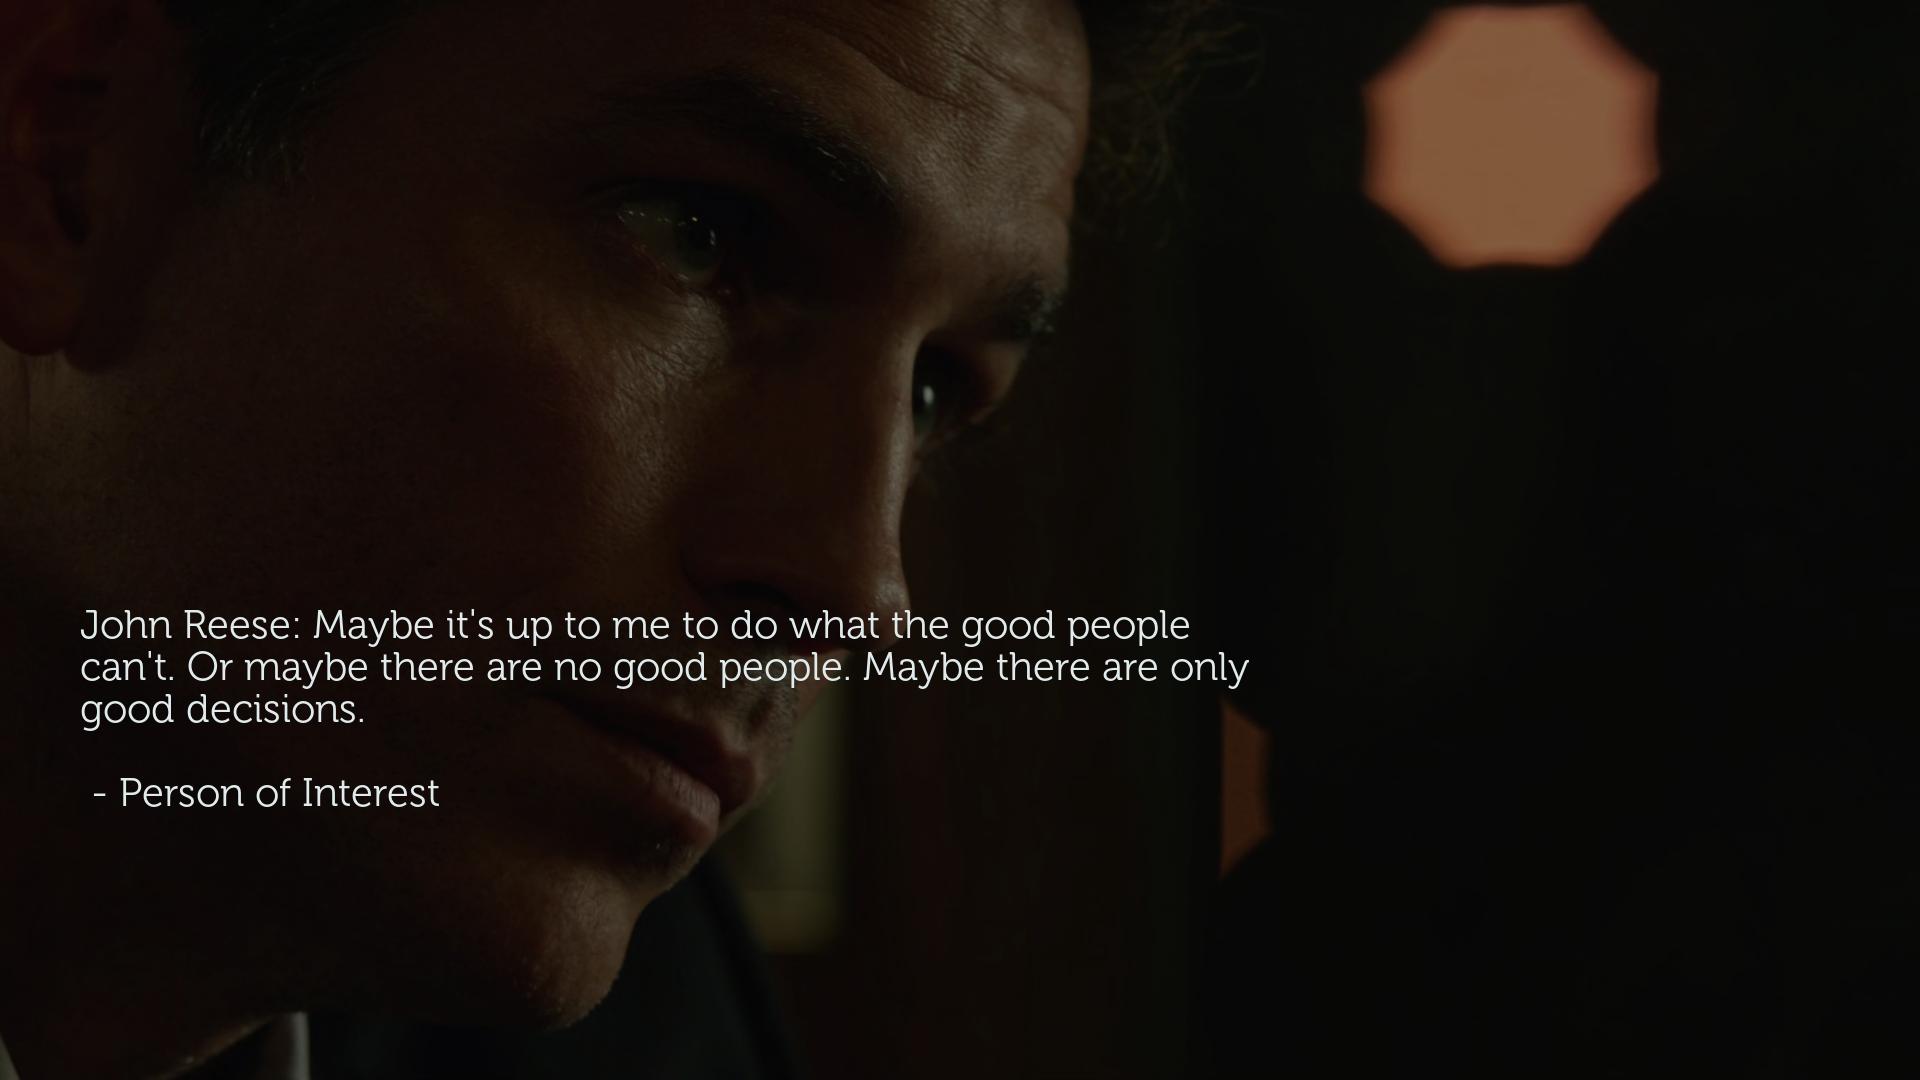 John Reese: Maybe it's up to me to do what the good people
can't. Or maybe there are no good people. Maybe there are only
good decisions.
- Person of Interest